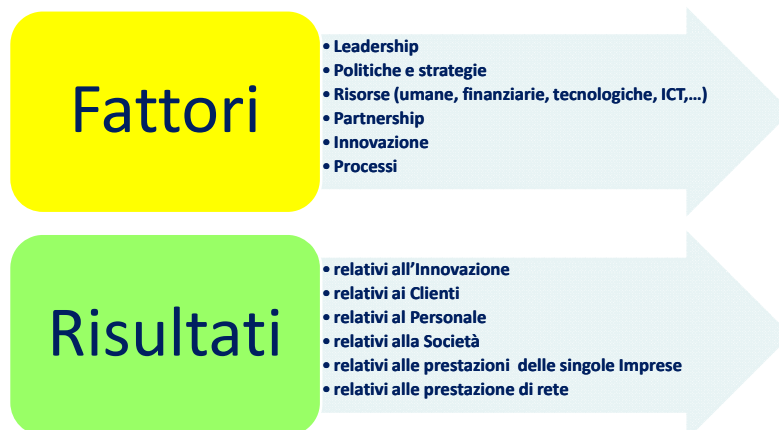 Fattori
• Leadership
• Politiche e strategie
• Risorse (umane, finanziarie, tecnologiche, ICT,...)
• Partnership
• Innovazione
• Processi
Risultati
• relativi all’Innovazione
• relativi ai Clienti
• relativi al Personale
• relativi alla Società
• relativi alle prestazioni delle singole Imprese
• relativi alle prestazione di rete